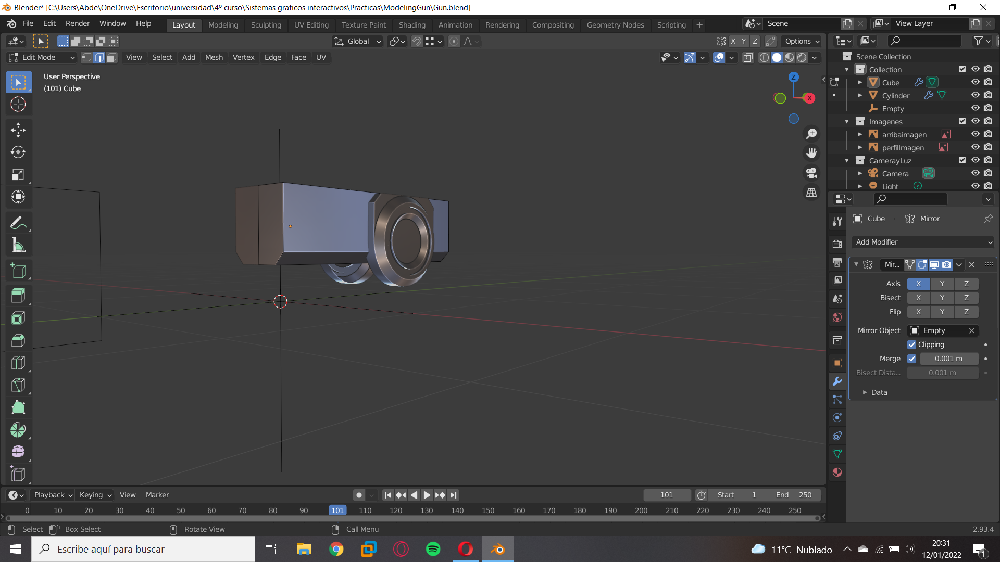 Blender* [C:\Users\Abde\OneDrive\Escritorio\universidad\4º curso\Sistemas graficos interactivos\Practicas\ModelingGun\Gun.blend]
File Edit Render Window Help Layout Modeling Sculpting UV Editing Texture Paint Shading Animation Rendering Compositing Geometry Nodes Scripting Scene View Layer
Global X Y Z Options
Edit Mode View Select Add Mesh Vertex Edge Face UV
User Perspective
(101) Cube
Z
X
Scene Collection
Collection
Cube
Cylinder
Empty
Imagenes
arribaimagen
perfilImagen
CamerayLuz
Camera
Light
Cube Mirror
Add Modifier
Mir...
Axis X Y Z
Bisect X Y Z
Flip X Y Z
Mirror Object Empty
Clipping
Merge 0.001 m
Bisect Dista... 0.001 m
Data
Playback Keying View Marker 101 Start 1 End 250
0 10 20 30 40 50 60 70 80 90 101 110 120 130 140 150 160 170 180 190 200 210 220 230 240 250
Select Box Select Rotate View Call Menu 2.93.4
Escribe aquí para buscar
11°C Nublado
20:31
12/01/2022
1